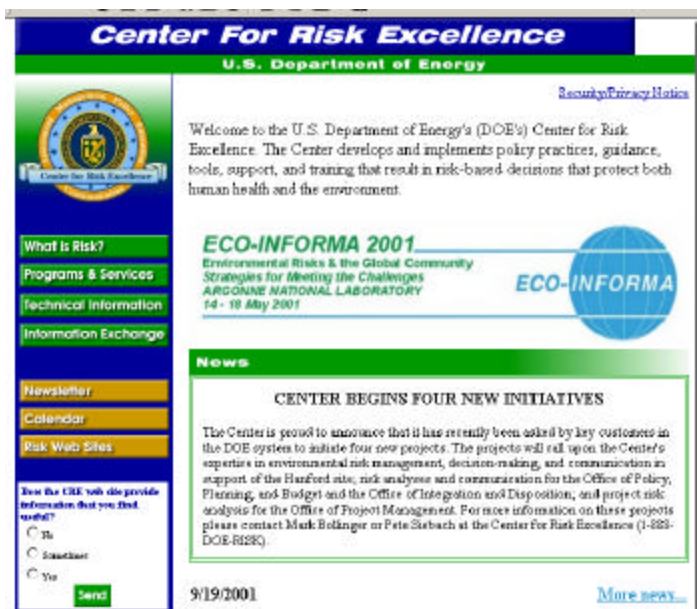 Center For Risk Excellence
U.S. Department of Energy
Security/Privacy Notice
Center for Risk Excellence
Welcome to the U.S. Department of Energy's (DOE's) Center for Risk
Excellence. The Center develops and implements policy practices, guidance,
tools, support, and training that result in risk-based decisions that protect both
human health and the environment.
What is Risk?
Programs & Services
Technical Information
Information Exchange
Newsletter
Calendar
Risk Web Sites
Does the CRE web site provide
information that you find
useful?
No
Sometimes
Yes
Send
ECO-INFORMA 2001
Environmental Risks & the Global Community
Strategies for Meeting the Challenges
ARGONNE NATIONAL LABORATORY
14 - 18 May 2001
ECO-INFORMA
News
CENTER BEGINS FOUR NEW INITIATIVES
The Center is proud to announce that it has recently been asked by key customers in
the DOE system to initiate four new projects. The projects will call upon the Center's
expertise in environmental risk management, decision-making, and communication in
support of the Hanford site; risk analyses and communication for the Office of Policy,
Planning, and Budget and the Office of Integration and Disposition; and project risk
analysis for the Office of Project Management. For more information on these projects
please contact Mark Bollinger or Pete Siebach at the Center for Risk Excellence (1-888-
DOE-RISK).
9/19/2001
More news...